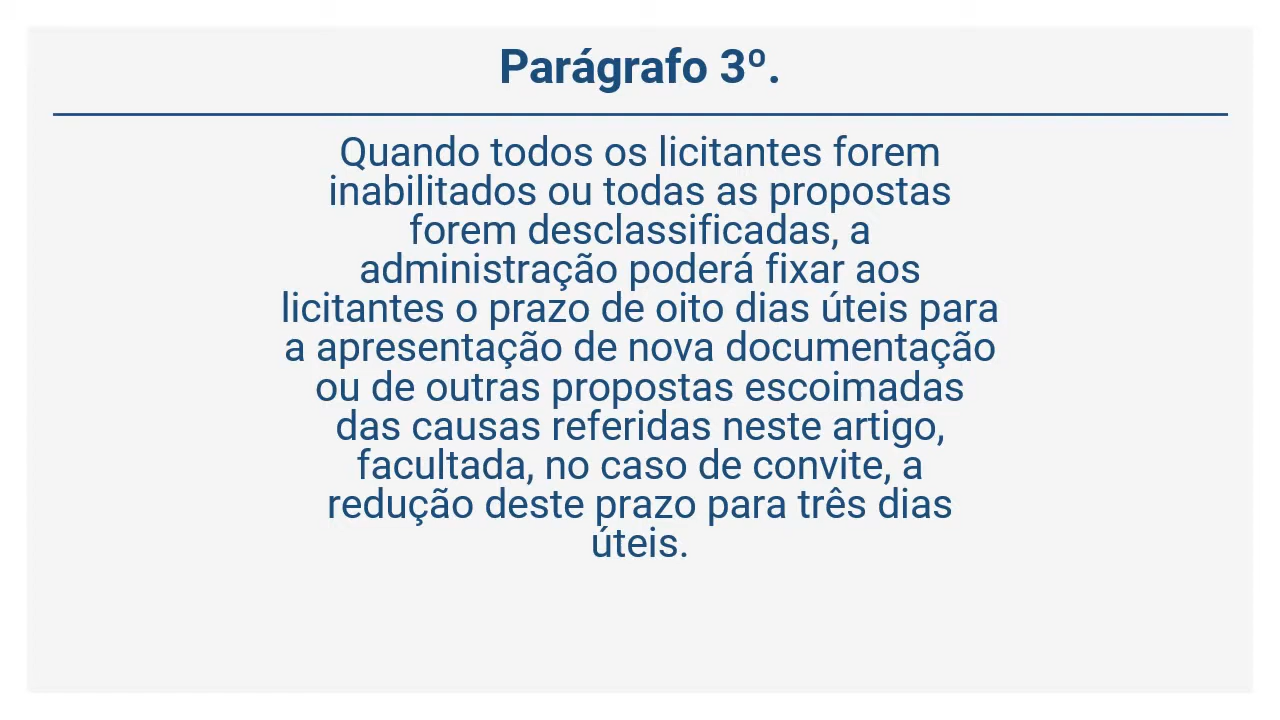 Parágrafo 3º.
Quando todos os licitantes forem
inabilitados ou todas as propostas
forem desclassificadas, a
administração poderá fixar aos
licitantes o prazo de oito dias úteis para
a apresentação de nova documentação
ou de outras propostas escoimadas
das causas referidas neste artigo,
facultada, no caso de convite, a
redução deste prazo para três dias
úteis.